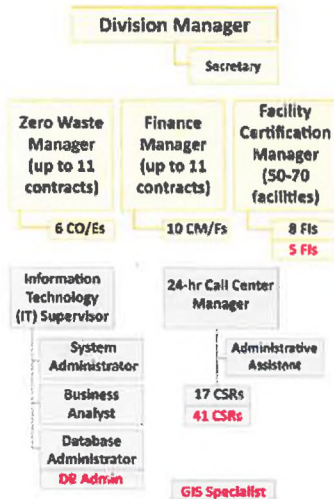 Division Manager
Secretary
Zero Waste
Manager
(up to 11
contracts)
6 CO/Es
Finance
Manager
(up to 11
contracts)
10 CM/Fs
Facility
Certification
Manager
(50-70
facilities)
8 FIs
5 FIs
Information
Technology
(IT) Supervisor
System
Administrator
Business
Analyst
Database
Administrator
DB Admin
24-hr Call Center
Manager
Administrative
Assistant
17 CSRs
41 CSRs
GIS Specialist